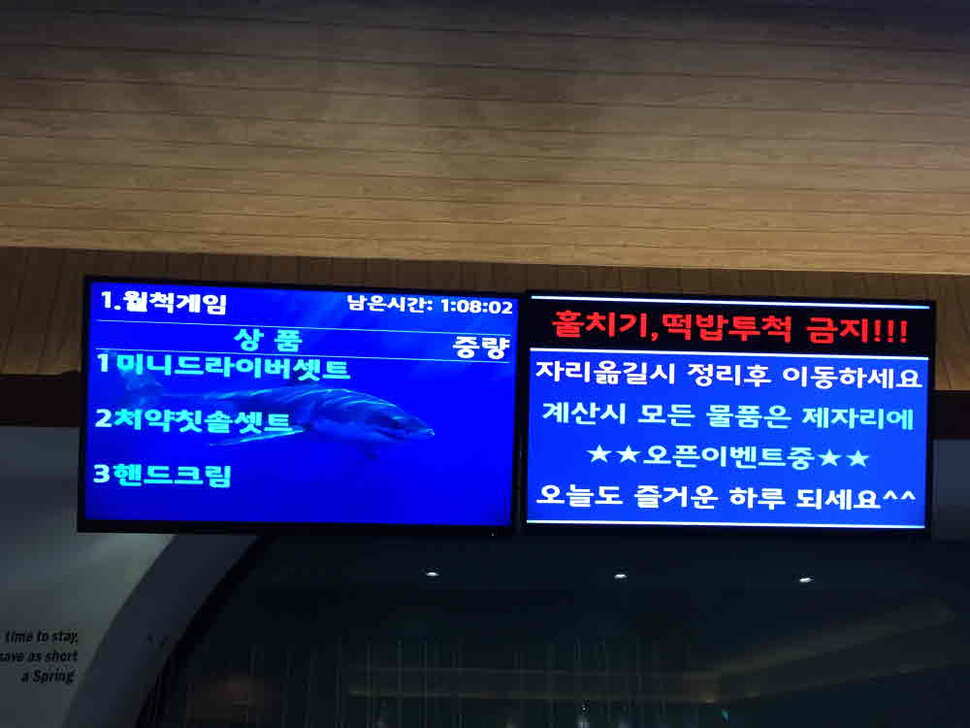 1.월척게임
남은시간: 1:08:02
상 품
중량
1미니드라이버셋트
2치약칫솔셋트
3핸드크림
훌치기,떡밥투척 금지!!!
자리옮길시 정리후 이동하세요
계산시 모든 물품은 제자리에
★★오픈이벤트중★★
오늘도 즐거운 하루 되세요^^
time to stay,
save as short
a Spring